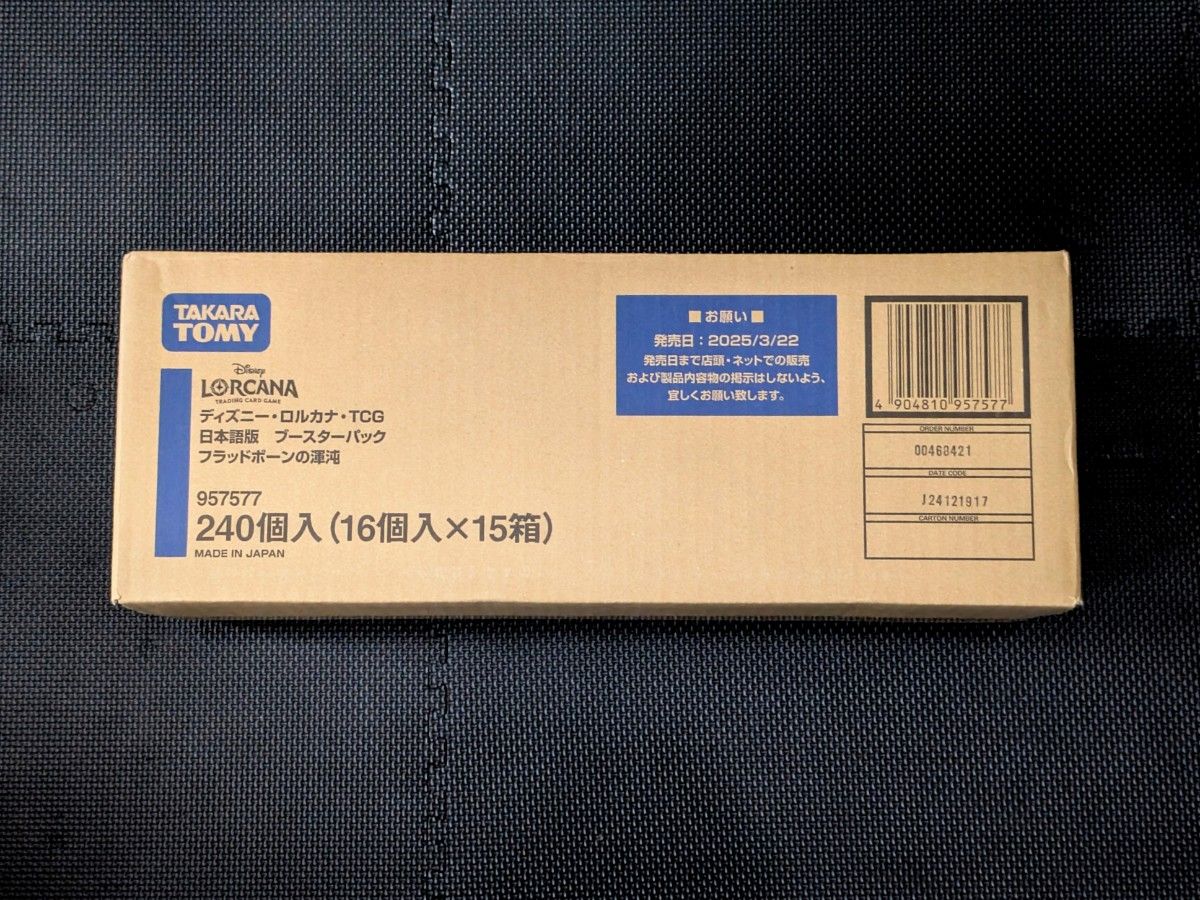 TAKARA
TOMY
Disney
LORCANA
TRADING CARD GAME
ディズニー・ロルカナ・TCG
日本語版 ブースターパック
フラッドボーンの渾沌
957577
240個入(16個入×15箱)
MADE IN JAPAN
■お願い■
発売日:2025/3/22
発売日まで店頭・ネットでの販売
および製品内容物の掲示はしないよう、
宜しくお願い致します。
4 904810 957577
ORDER NUMBER
00468421
DATE CODE
J24121917
CARTON NUMBER